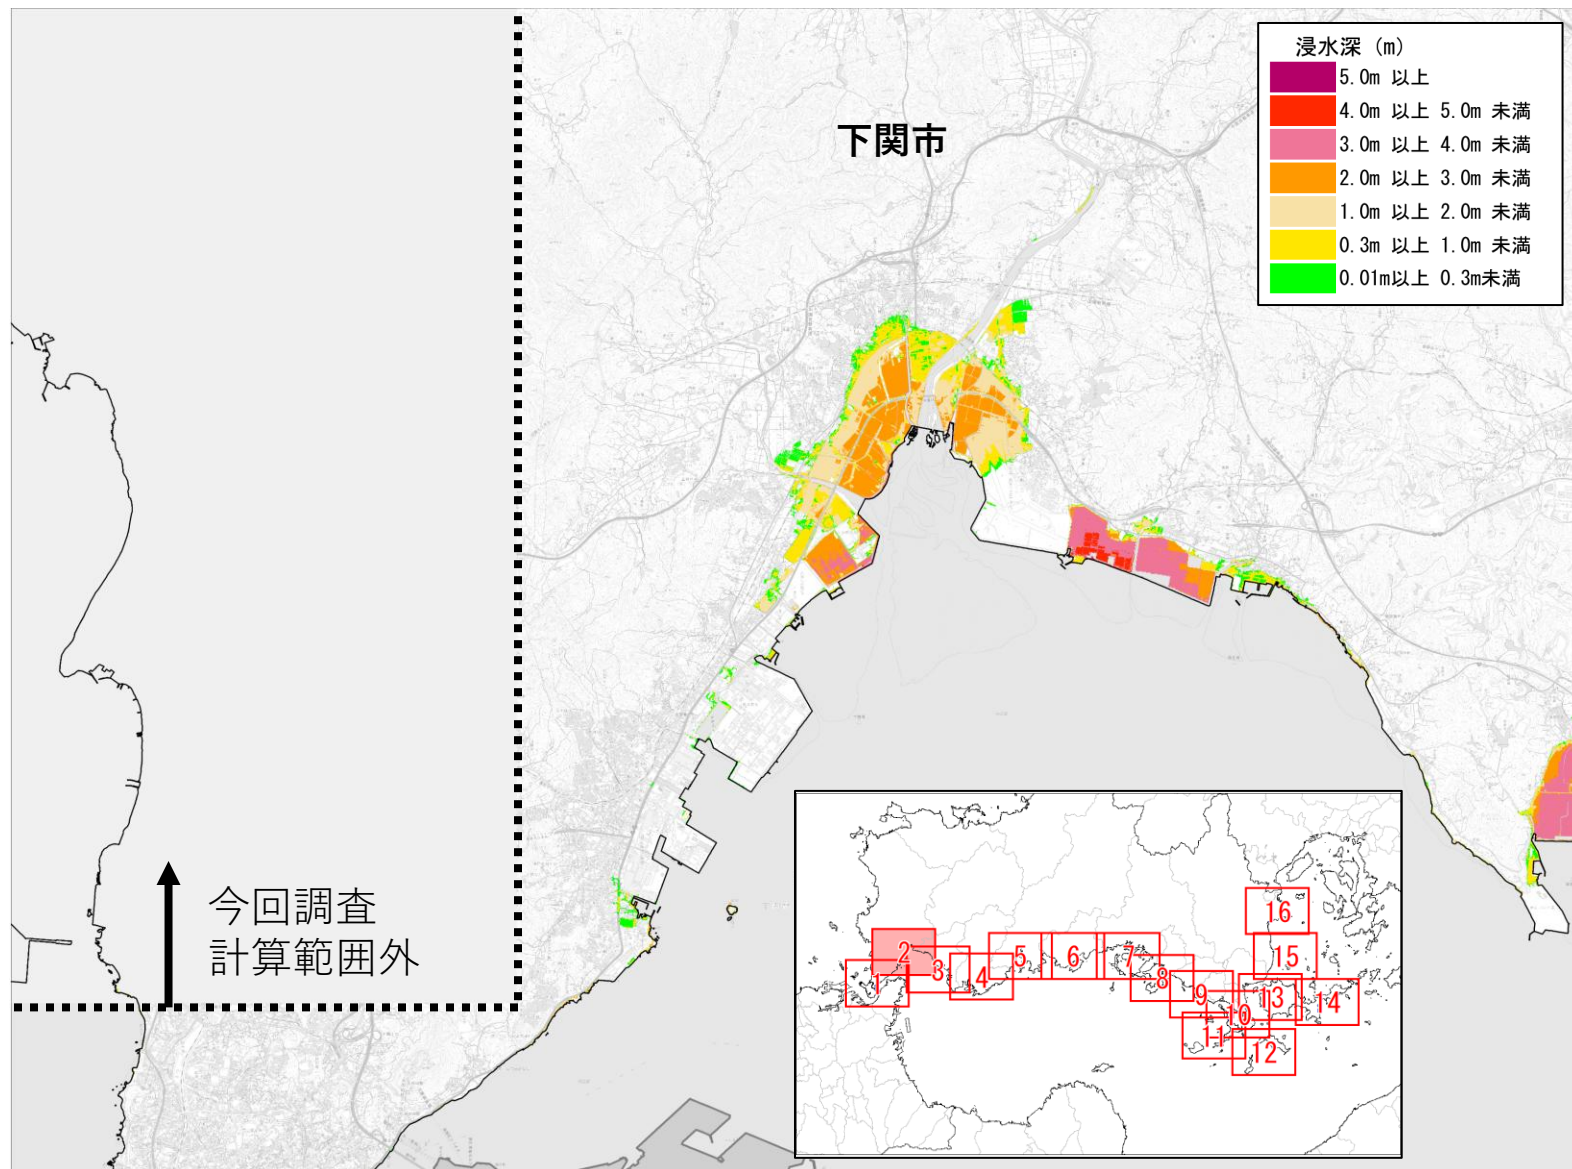 浸水深 (m)
5.0m 以上
4.0m 以上 5.0m 未満
3.0m 以上 4.0m 未満
2.0m 以上 3.0m 未満
1.0m 以上 2.0m 未満
0.3m 以上 1.0m 未満
0.01m以上 0.3m未満
下関市
今回調査
計算範囲外
1
2
3
4
5
6
7
8
9
10
11
12
13
14
15
16